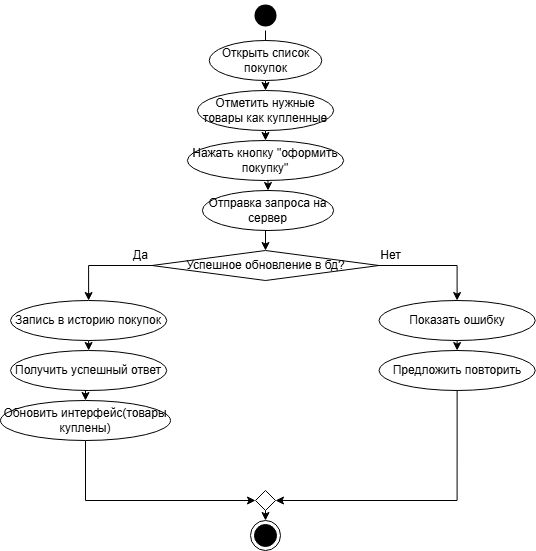 Открыть список
покупок
Отметить нужные
товары как купленные
Нажать кнопку "оформить
покупку"
Отправка запроса на
сервер
Успешное обновление в бд?
Да
Нет
Запись в историю покупок
Получить успешный ответ
Обновить интерфейс(товары
куплены)
Показать ошибку
Предложить повторить